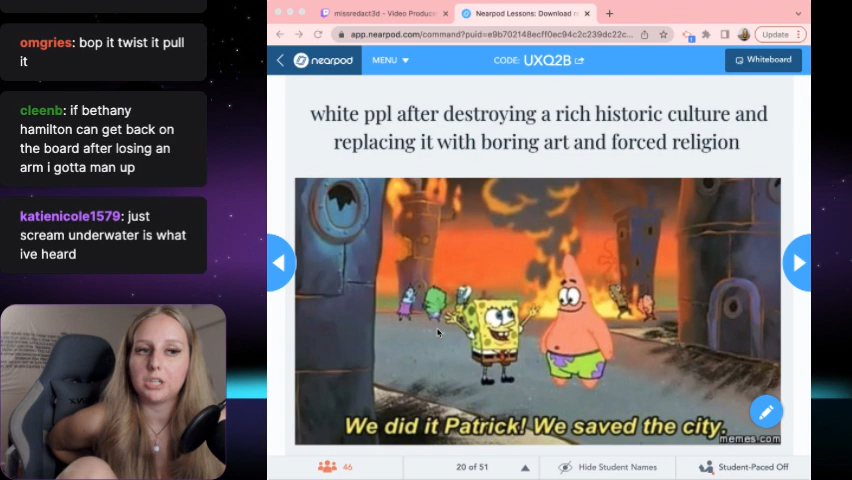 omgries: bop it twist it pull
it
cleenb: if bethany
hamilton can get back on
the board after losing an
arm i gotta man up
katienicole1579: just
scream underwater is what
ive heard
missredact3d - Video Produce
Nearpod Lessons: Download
app.nearpod.com/command?puid=e9b702148ecff0ec94c2c239dc22c...
Update
nearpod
MENU
CODE: UXQ2B
Whiteboard
white ppl after destroying a rich historic culture and
replacing it with boring art and forced religion
We did it Patrick! We saved the city.
memes.com
46
20 of 51
Hide Student Names
Student-Paced Off